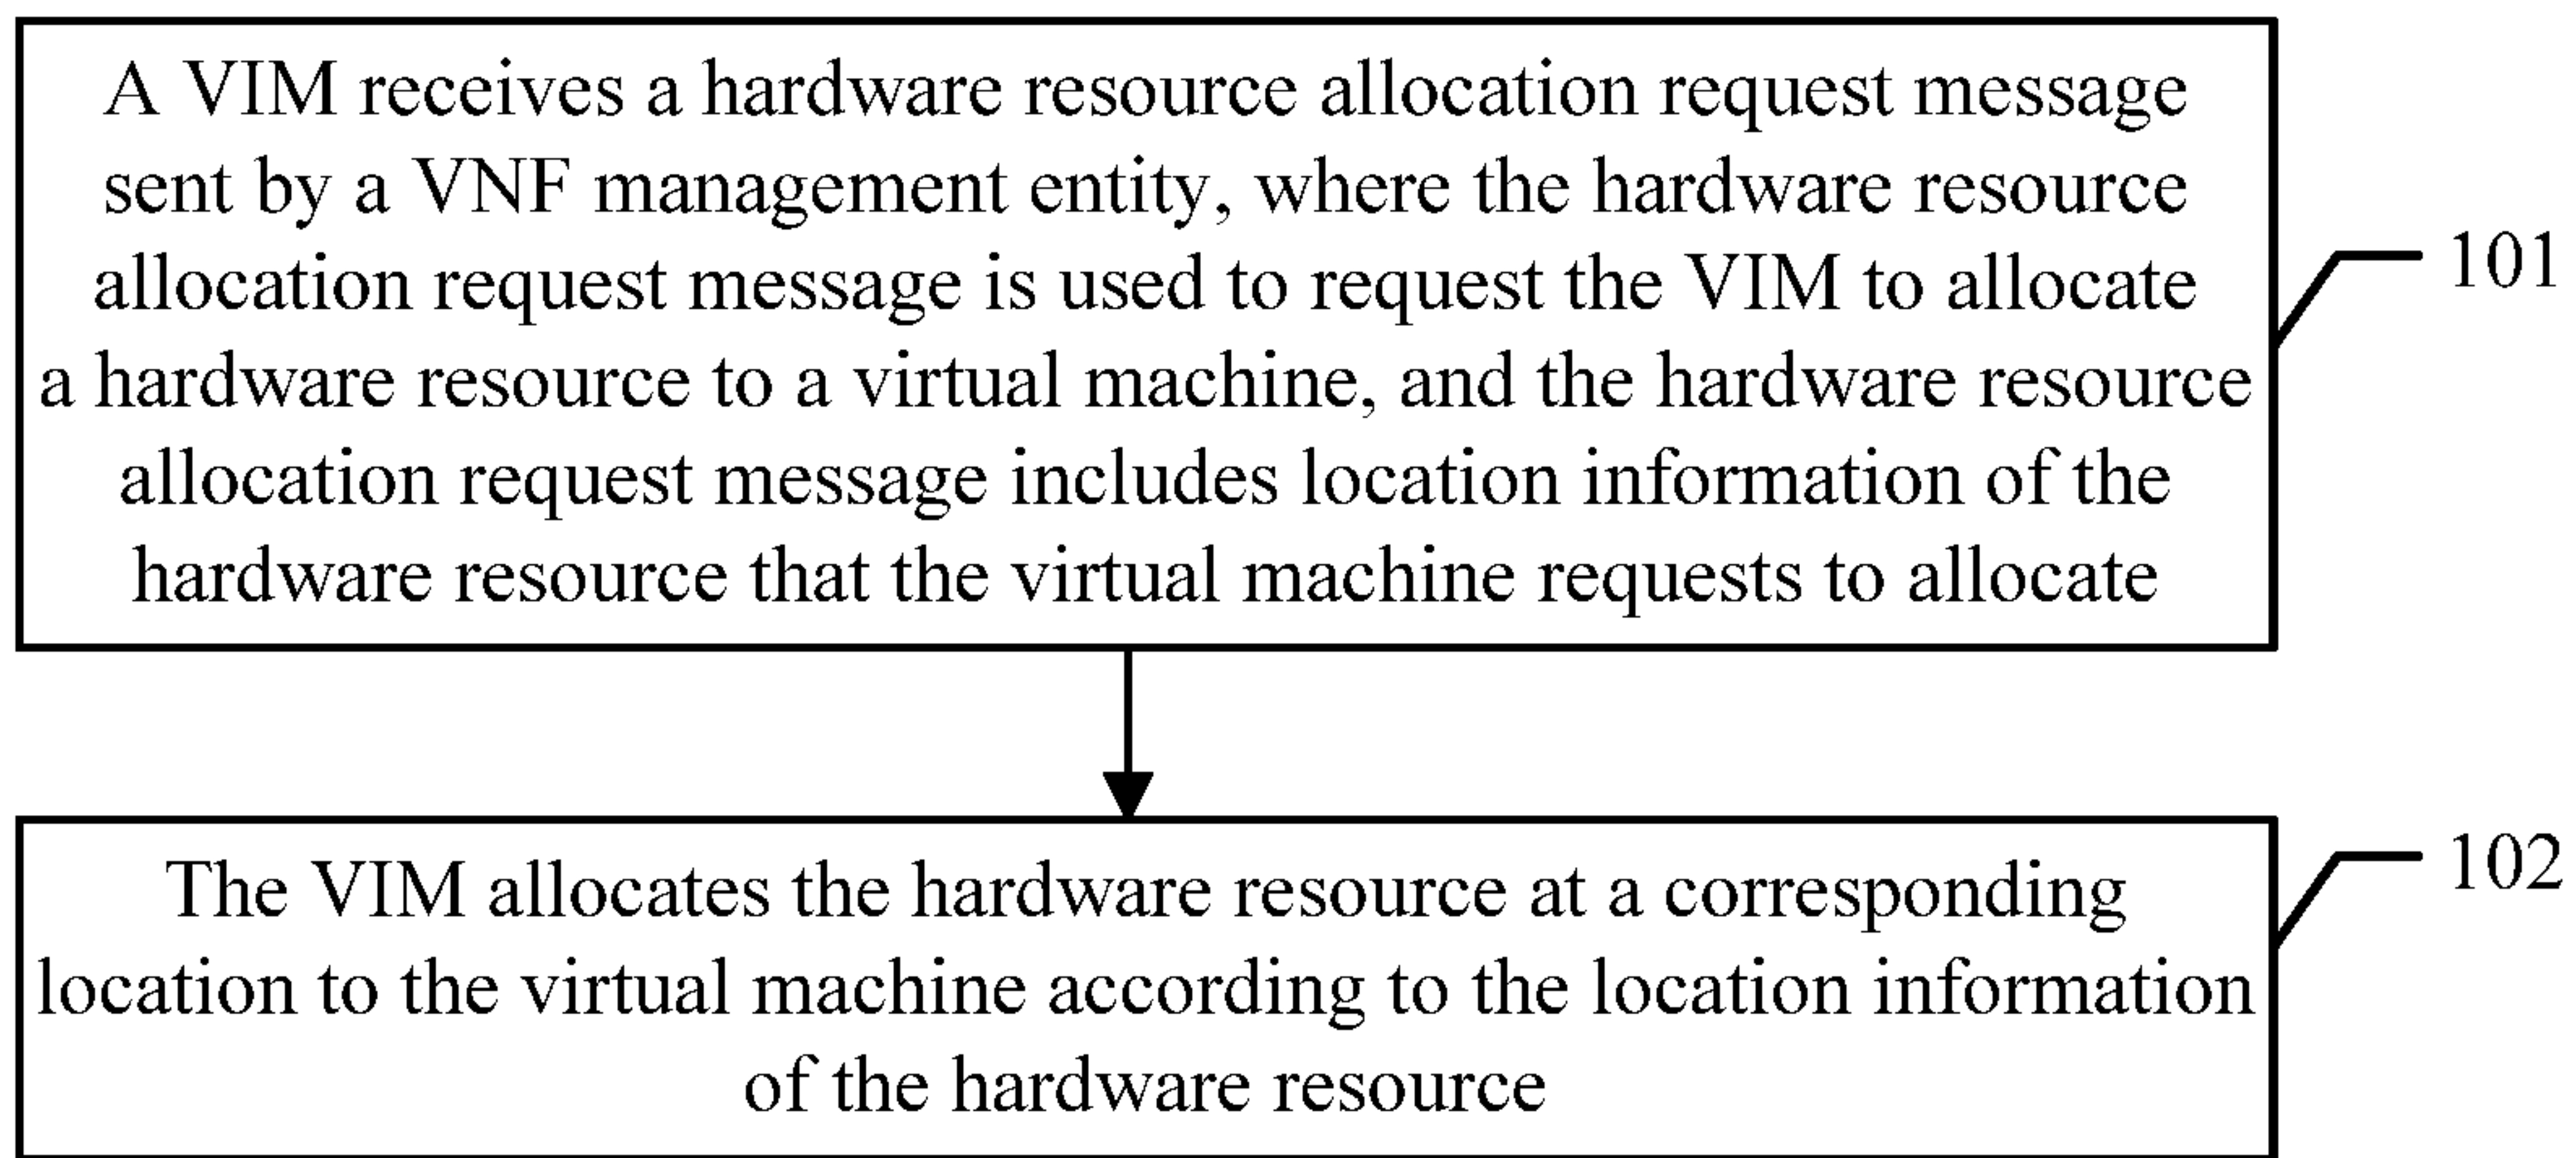 A VIM receives a hardware resource allocation request message
sent by a VNF management entity, where the hardware resource
allocation request message is used to request the VIM to allocate
a hardware resource to a virtual machine, and the hardware resource
allocation request message includes location information of the
hardware resource that the virtual machine requests to allocate
101
The VIM allocates the hardware resource at a corresponding
location to the virtual machine according to the location information
of the hardware resource
102